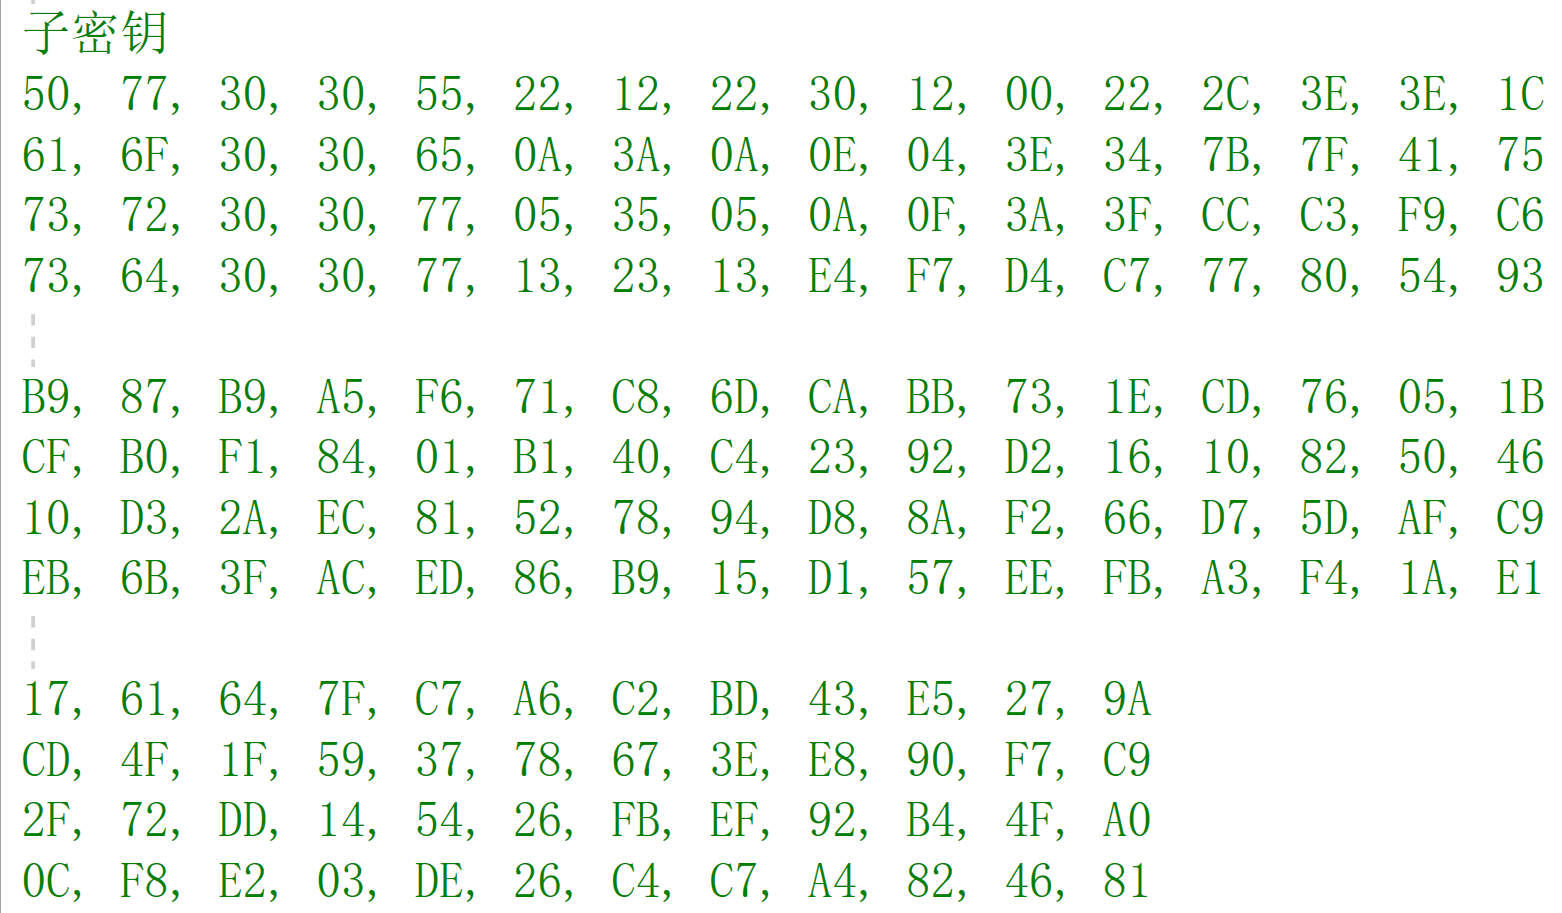 子密钥
50, 77, 30, 30, 55, 22, 12, 22, 30, 12, 00, 22, 2C, 3E, 3E, 1C
61, 6F, 30, 30, 65, 0A, 3A, 0A, 0E, 04, 3E, 34, 7B, 7F, 41, 75
73, 72, 30, 30, 77, 05, 35, 05, 0A, 0F, 3A, 3F, CC, C3, F9, C6
73, 64, 30, 30, 77, 13, 23, 13, E4, F7, D4, C7, 77, 80, 54, 93
B9, 87, B9, A5, F6, 71, C8, 6D, CA, BB, 73, 1E, CD, 76, 05, 1B
CF, B0, F1, 84, 01, B1, 40, C4, 23, 92, D2, 16, 10, 82, 50, 46
10, D3, 2A, EC, 81, 52, 78, 94, D8, 8A, F2, 66, D7, 5D, AF, C9
EB, 6B, 3F, AC, ED, 86, B9, 15, D1, 57, EE, FB, A3, F4, 1A, E1
17, 61, 64, 7F, C7, A6, C2, BD, 43, E5, 27, 9A
CD, 4F, 1F, 59, 37, 78, 67, 3E, E8, 90, F7, C9
2F, 72, DD, 14, 54, 26, FB, EF, 92, B4, 4F, A0
0C, F8, E2, 03, DE, 26, C4, C7, A4, 82, 46, 81